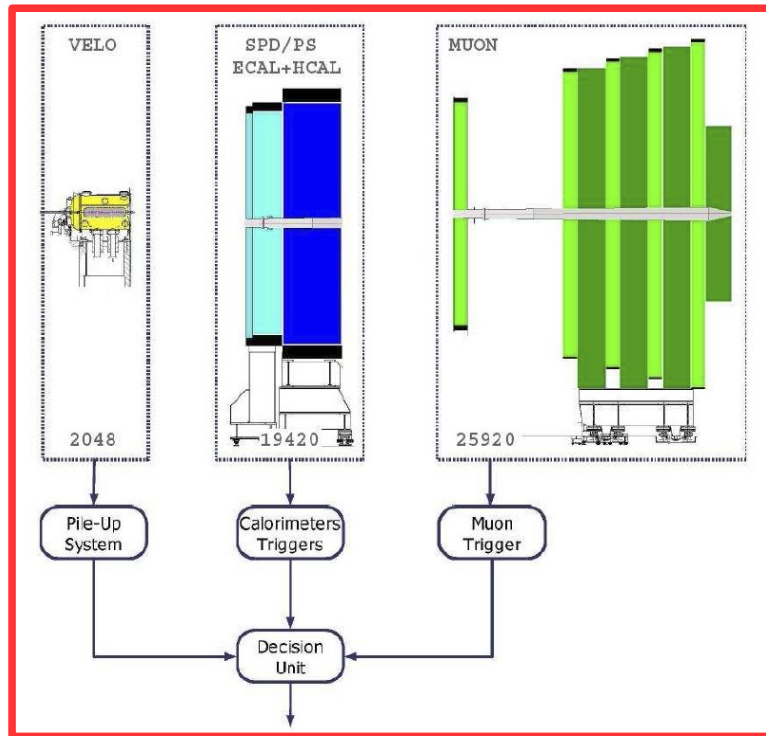 VELO
SPD/PS
ECAL+HCAL
MUON
2048
19420
25920
Pile-Up
System
Calorimeters
Triggers
Muon
Trigger
Decision
Unit